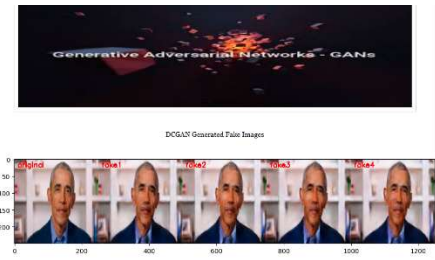 Generative Adversarial Networks - GANs
DCGAN Generated Fake Images
original fake1 fake2 fake3 fake4
0
50
100
150
200
0 200 400 600 800 1000 1200